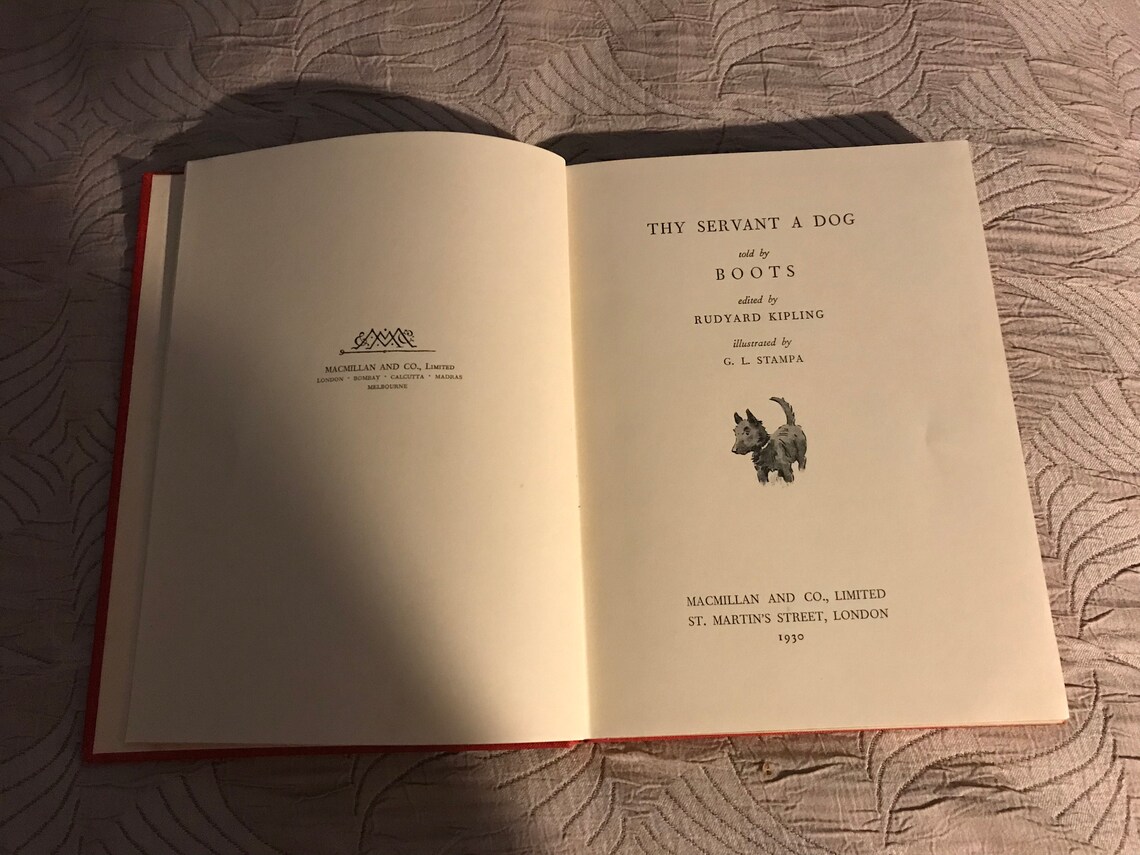 MACMILLAN AND CO., LIMITED
LONDON · BOMBAY · CALCUTTA · MADRAS
MELBOURNE
THY SERVANT A DOG
told by
BOOTS
edited by
RUDYARD KIPLING
illustrated by
G. L. STAMPA
MACMILLAN AND CO., LIMITED
ST. MARTIN'S STREET, LONDON
1930